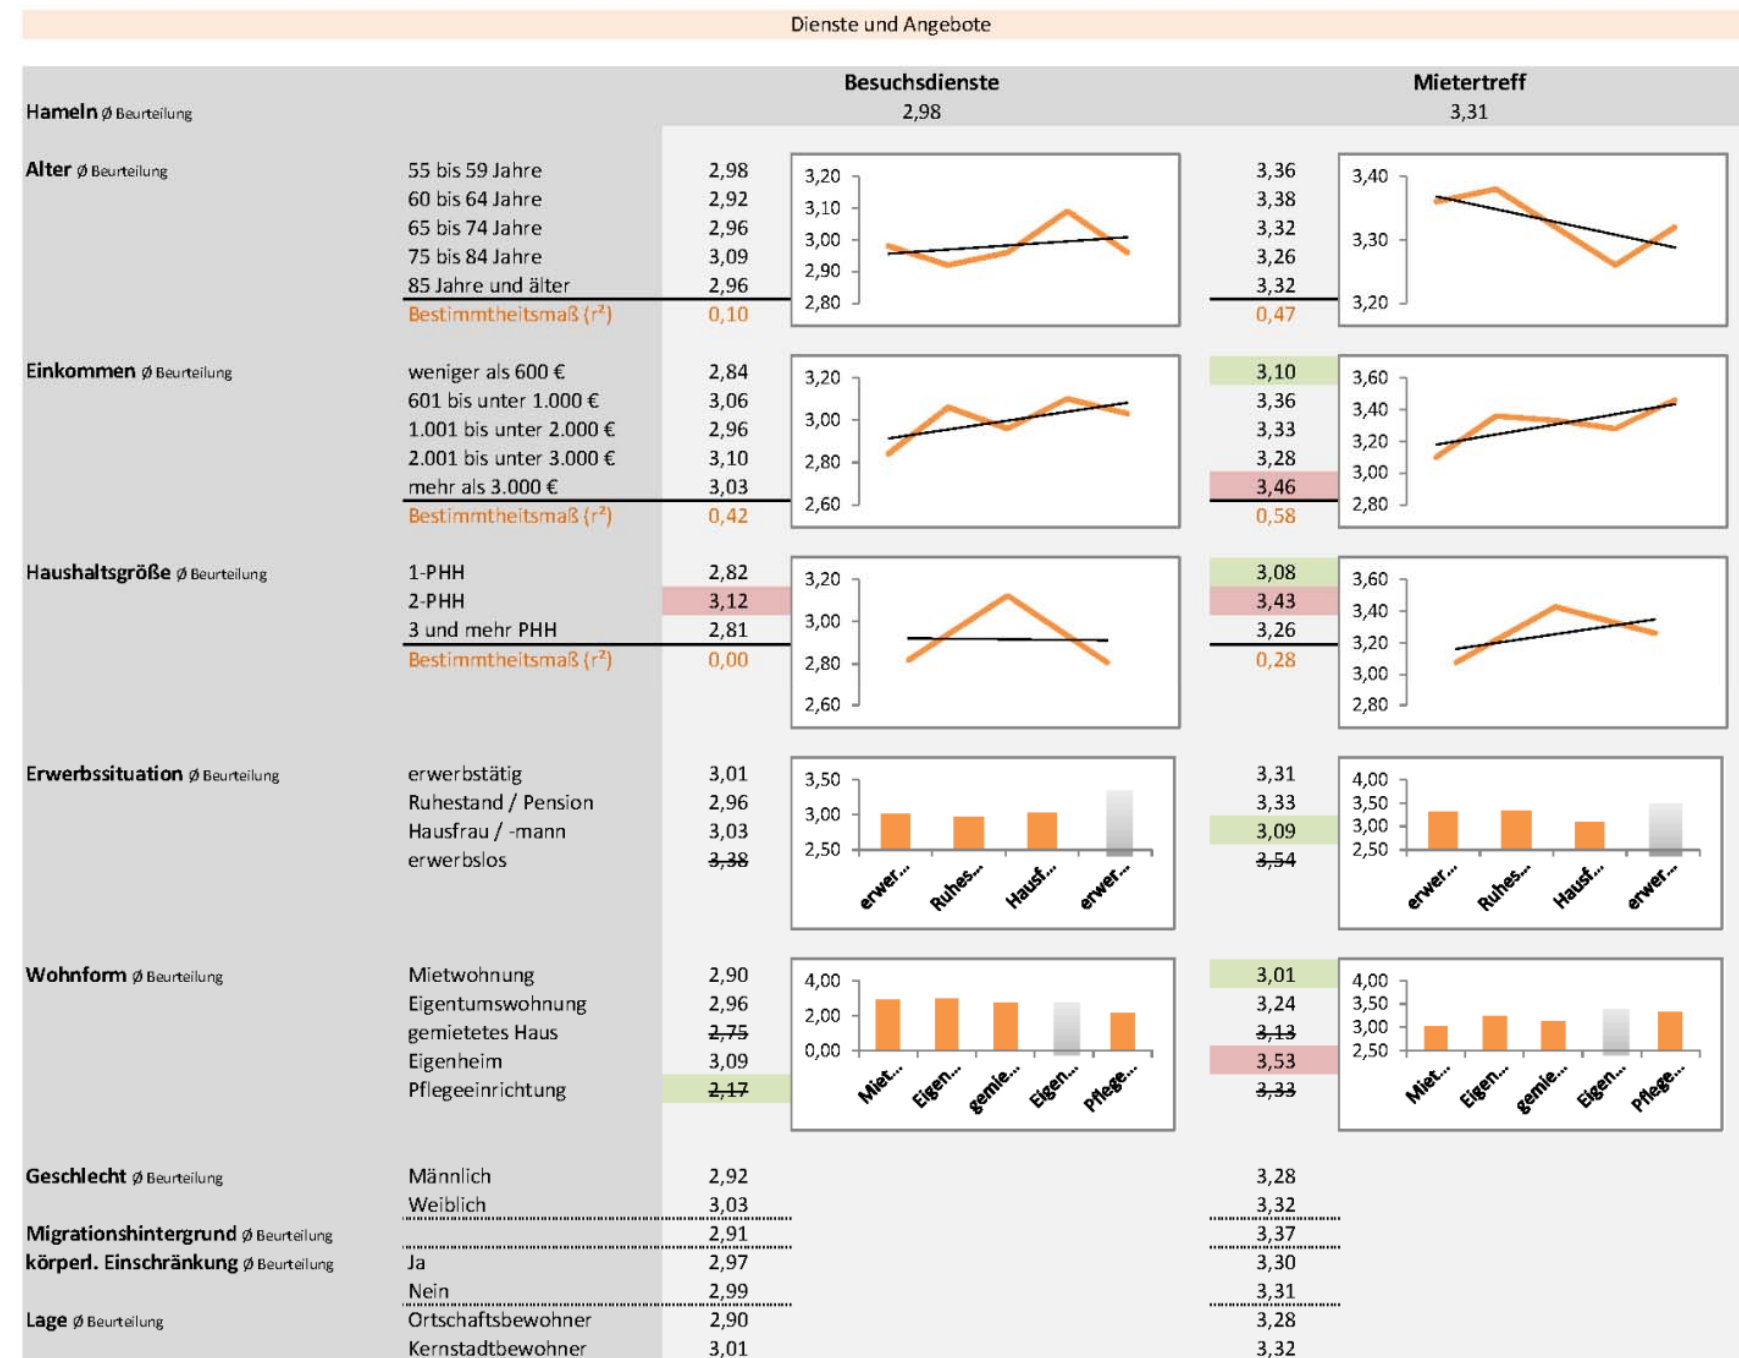 Dienste und Angebote
Besuchsdienste Mietertreff
Hameln Ø Beurteilung 2,98 3,31
Alter Ø Beurteilung 55 bis 59 Jahre 2,98 3,36
60 bis 64 Jahre 2,92 3,38
65 bis 74 Jahre 2,96 3,32
75 bis 84 Jahre 3,09 3,26
85 Jahre und älter 2,96 3,32
Bestimmtheitsmaß (r²) 0,10 0,47
3,20
3,10
3,00
2,90
2,80
3,40
3,30
3,20
Einkommen Ø Beurteilung weniger als 600 € 2,84 3,10
601 bis unter 1.000 € 3,06 3,36
1.001 bis unter 2.000 € 2,96 3,33
2.001 bis unter 3.000 € 3,10 3,28
mehr als 3.000 € 3,03 3,46
Bestimmtheitsmaß (r²) 0,42 0,58
3,20
3,00
2,80
2,60
3,60
3,40
3,20
3,00
2,80
Haushaltsgröße Ø Beurteilung 1-PHH 2,82 3,08
2-PHH 3,12 3,43
3 und mehr PHH 2,81 3,26
Bestimmtheitsmaß (r²) 0,00 0,28
3,20
3,00
2,80
2,60
3,60
3,40
3,20
3,00
2,80
Erwerbssituation Ø Beurteilung erwerbstätig 3,01 3,31
Ruhestand / Pension 2,96 3,33
Hausfrau / -mann 3,03 3,09
erwerbslos 3,38 3,54
3,50
3,00
2,50
erwer... Ruhes... Hausf... erwer...
4,00
3,50
3,00
2,50
erwer... Ruhes... Hausf... erwer...
Wohnform Ø Beurteilung Mietwohnung 2,90 3,01
Eigentumswohnung 2,96 3,24
gemietetes Haus 2,75 3,13
Eigenheim 3,09 3,53
Pflegeeinrichtung 2,17 3,33
4,00
2,00
0,00
Miet... Eigen... gemie... Eigen... Pflege...
4,00
3,50
3,00
2,50
Miet... Eigen... gemie... Eigen... Pflege...
Geschlecht Ø Beurteilung Männlich 2,92 3,28
Weiblich 3,03 3,32
Migrationshintergrund Ø Beurteilung 2,91 3,37
körperl. Einschränkung Ø Beurteilung Ja 2,97 3,30
Nein 2,99 3,31
Lage Ø Beurteilung Ortschaftsbewohner 2,90 3,28
Kernstadtbewohner 3,01 3,32